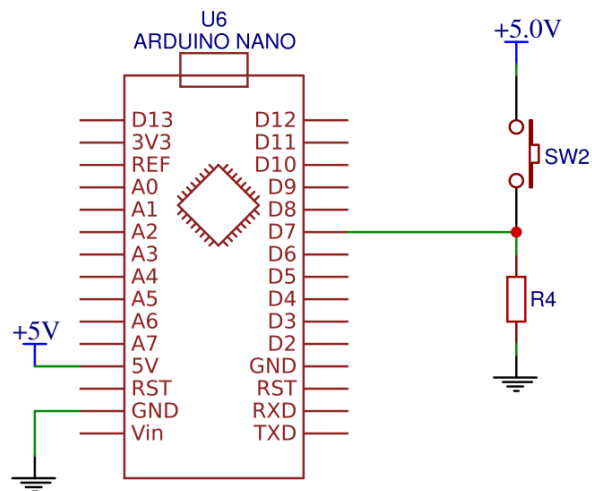 U6
ARDUINO NANO
+5.0V
D13 D12
3V3 D11
REF D10
A0 D9
A1 D8
A2 D7
A3 D6
A4 D5
A5 D4
A6 D3
A7 D2
5V GND
RST RST
GND RXD
Vin TXD
+5V
SW2
R4